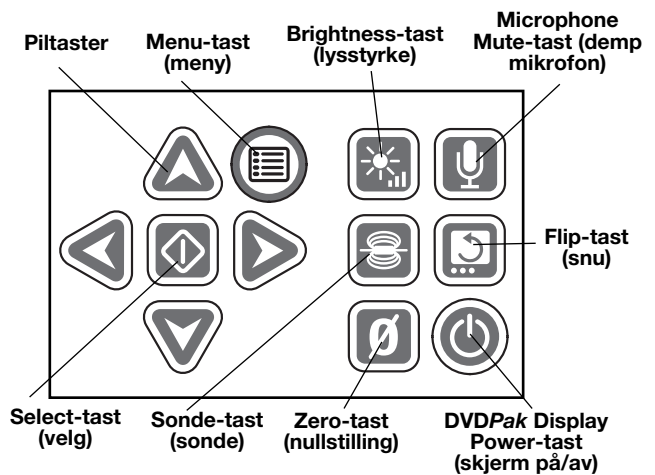 Piltaster
Menu-tast
(meny)
Brightness-tast
(lysstyrke)
Microphone
Mute-tast (demp
mikrofon)
Flip-tast
(snu)
Select-tast
(velg)
Sonde-tast
(sonde)
Zero-tast
(nullstilling)
DVDPak Display
Power-tast
(skjerm på/av)